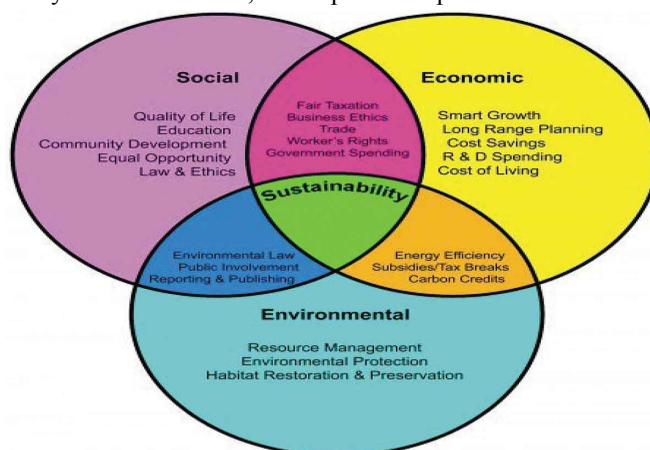 Social
Quality of Life
Education
Community Development
Equal Opportunity
Law & Ethics
Fair Taxation
Business Ethics
Trade
Worker's Rights
Government Spending
Economic
Smart Growth
Long Range Planning
Cost Savings
R & D Spending
Cost of Living
Sustainability
Environmental Law
Public Involvement
Reporting & Publishing
Energy Efficiency
Subsidies/Tax Breaks
Carbon Credits
Environmental
Resource Management
Environmental Protection
Habitat Restoration & Preservation